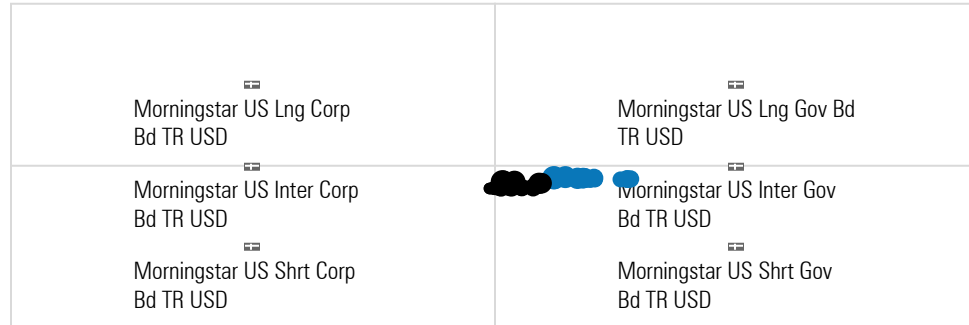 Morningstar US Lng Corp
Bd TR USD
Morningstar US Lng Gov Bd
TR USD
Morningstar US Inter Corp
Bd TR USD
Morningstar US Inter Gov
Bd TR USD
Morningstar US Shrt Corp
Bd TR USD
Morningstar US Shrt Gov
Bd TR USD